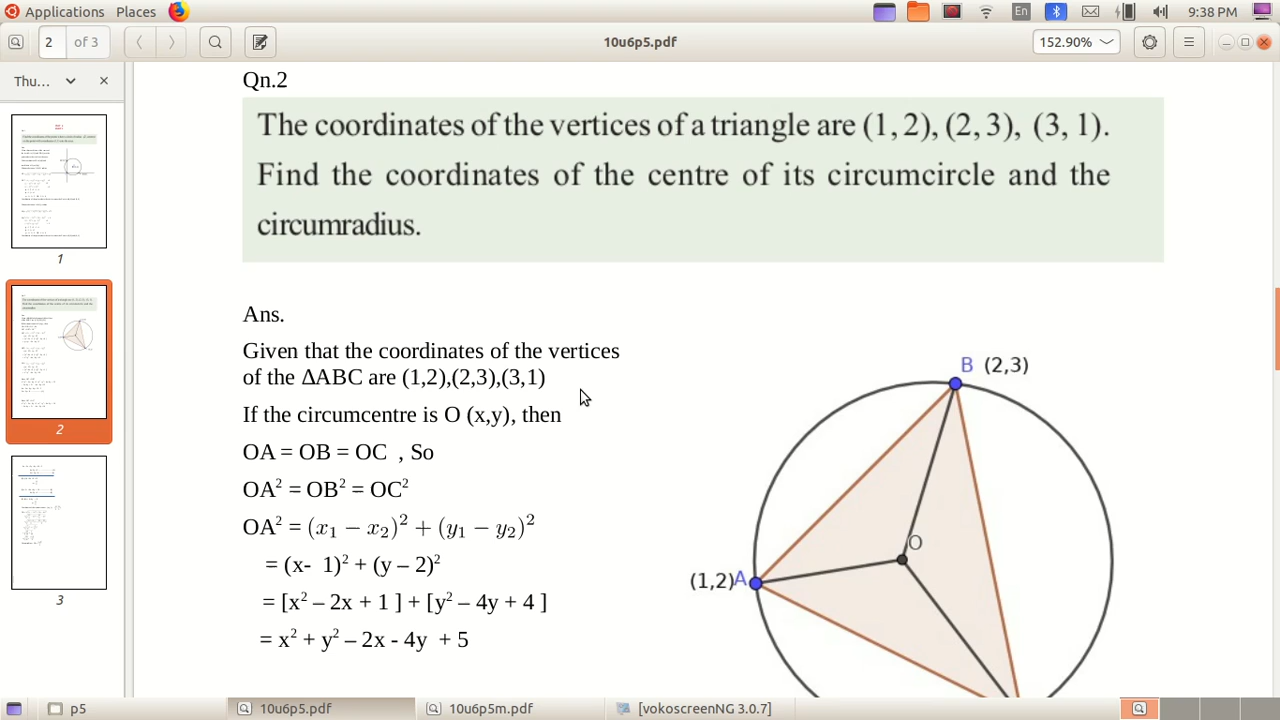 Applications Places En 9:38 PM
2 of 3 10u6p5.pdf 152.90%
Thu...
1
2
3
Qn.2
The coordinates of the vertices of a triangle are (1, 2), (2, 3), (3, 1).
Find the coordinates of the centre of its circumcircle and the
circumradius.
Ans.
Given that the coordinates of the vertices
of the ΔABC are (1,2),(2,3),(3,1)
If the circumcentre is O (x,y), then
OA = OB = OC , So
OA² = OB² = OC²
OA² = (x₁ − x₂)² + (y₁ − y₂)²
= (x- 1)² + (y – 2)²
= [x² – 2x + 1 ] + [y² – 4y + 4 ]
= x² + y² – 2x - 4y + 5
B (2,3)
O
(1,2)A
p5 10u6p5.pdf 10u6p5m.pdf [vokoscreenNG 3.0.7]